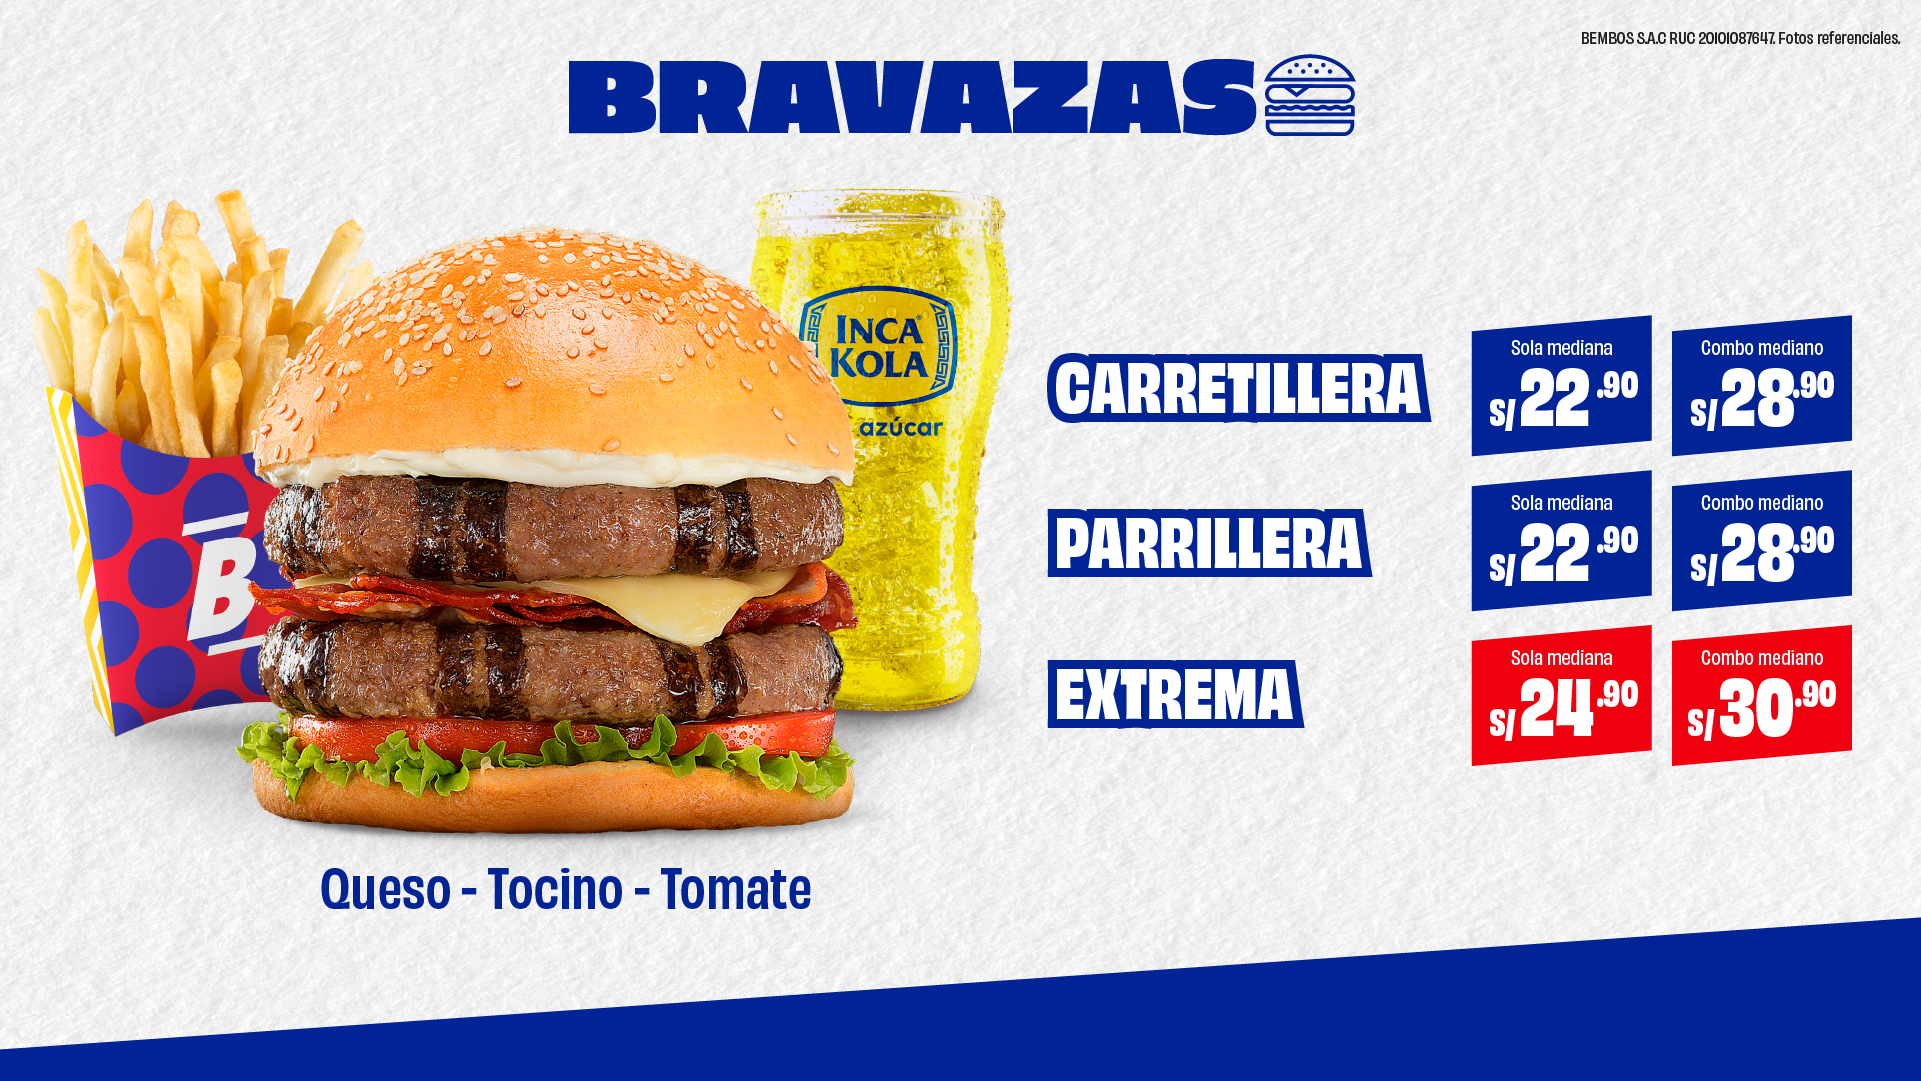 BEMBOS S.A.C RUC 20101087647. Fotos referenciales.
BRAVAZAS
INCA
KOLA
azúcar
B
CARRETILLERA
Sola mediana
S/22.90
Combo mediano
S/28.90
PARRILLERA
Sola mediana
S/22.90
Combo mediano
S/28.90
EXTREMA
Sola mediana
S/24.90
Combo mediano
S/30.90
Queso - Tocino - Tomate